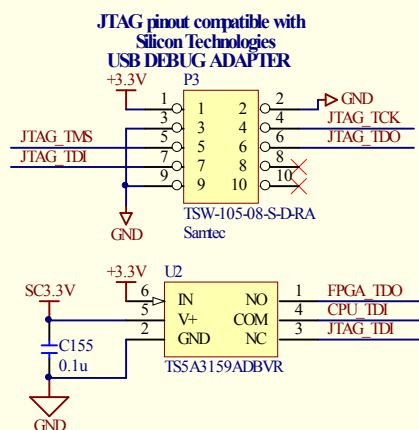 JTAG pinout compatible with
Silicon Technologies
USB DEBUG ADAPTER
+3.3V
P3
1 1 2 2 GND
3 3 4 4 JTAG_TCK
JTAG_TMS 5 5 6 6 JTAG_TDO
JTAG_TDI 7 7 8 8
9 9 10 10
GND
TSW-105-08-S-D-RA
Samtec
+3.3V
U2
SC3.3V
6 IN NO 1 FPGA_TDO
5 V+ COM 4 CPU_TDI
2 GND NC 3 JTAG_TDI
C155
0.1u
TS5A3159ADBVR
GND